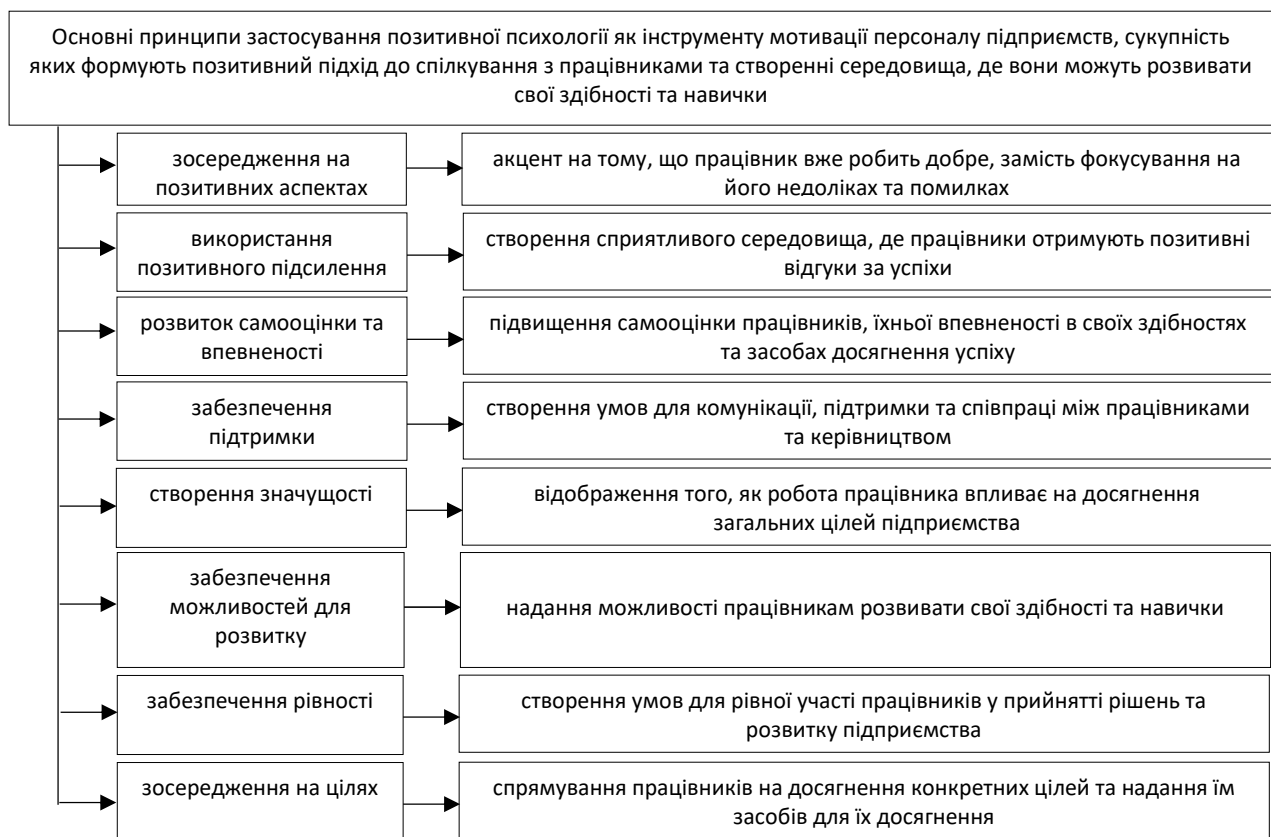 Основні принципи застосування позитивної психології як інструменту мотивації персоналу підприємств, сукупність
яких формують позитивний підхід до спілкування з працівниками та створенні середовища, де вони можуть розвивати
свої здібності та навички
зосередження на
позитивних аспектах
акцент на тому, що працівник вже робить добре, замість фокусування на
його недоліках та помилках
використання
позитивного підсилення
створення сприятливого середовища, де працівники отримують позитивні
відгуки за успіхи
розвиток самооцінки та
впевненості
підвищення самооцінки працівників, їхньої впевненості в своїх здібностях
та засобах досягнення успіху
забезпечення
підтримки
створення умов для комунікації, підтримки та співпраці між працівниками
та керівництвом
створення значущості
відображення того, як робота працівника впливає на досягнення
загальних цілей підприємства
забезпечення
можливостей для
розвитку
надання можливості працівникам розвивати свої здібності та навички
забезпечення рівності
створення умов для рівної участі працівників у прийнятті рішень та
розвитку підприємства
зосередження на цілях
спрямування працівників на досягнення конкретних цілей та надання їм
засобів для їх досягнення